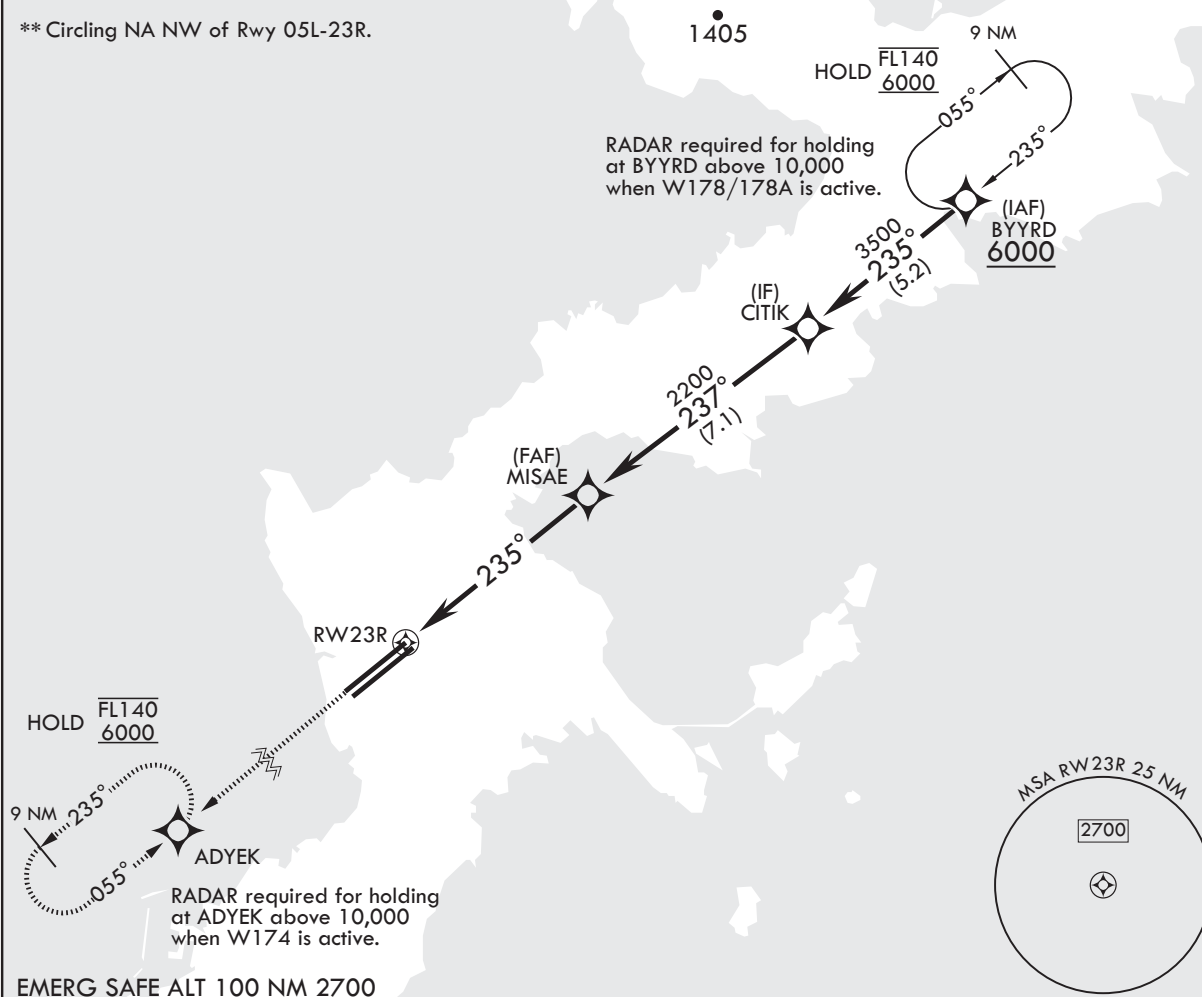 ** Circling NA NW of Rwy 05L-23R.
1405
9 NM
HOLD FL140
6000
055°
235°
RADAR required for holding
at BYYRD above 10,000
when W178/178A is active.
(IAF)
BYYRD
6000
3500
235°
(5.2)
(IF)
CITIK
2200
237°
(7.1)
(FAF)
MISAE
235°
RW23R
HOLD FL140
6000
9 NM
235°
055°
ADYEK
RADAR required for holding
at ADYEK above 10,000
when W174 is active.
MSA RW23R 25 NM
2700
EMERG SAFE ALT 100 NM 2700